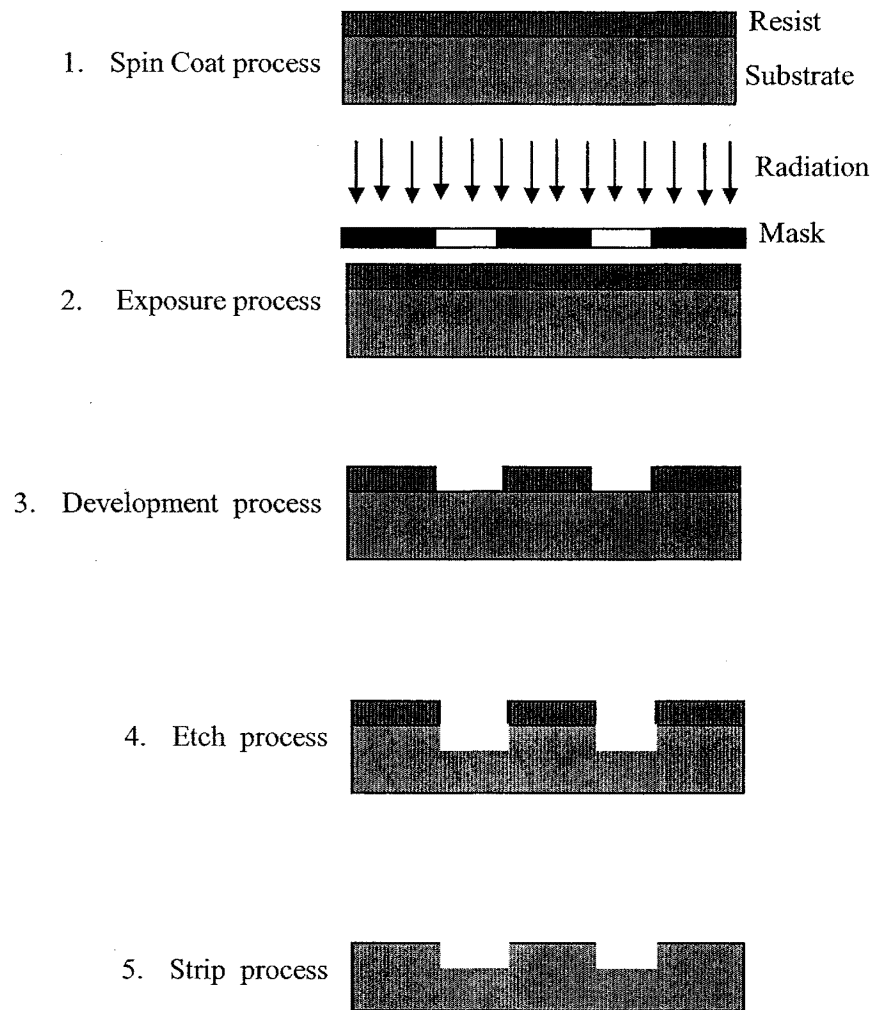 Resist
1. Spin Coat process
Substrate
Radiation
Mask
2. Exposure process
3. Development process
4. Etch process
5. Strip process